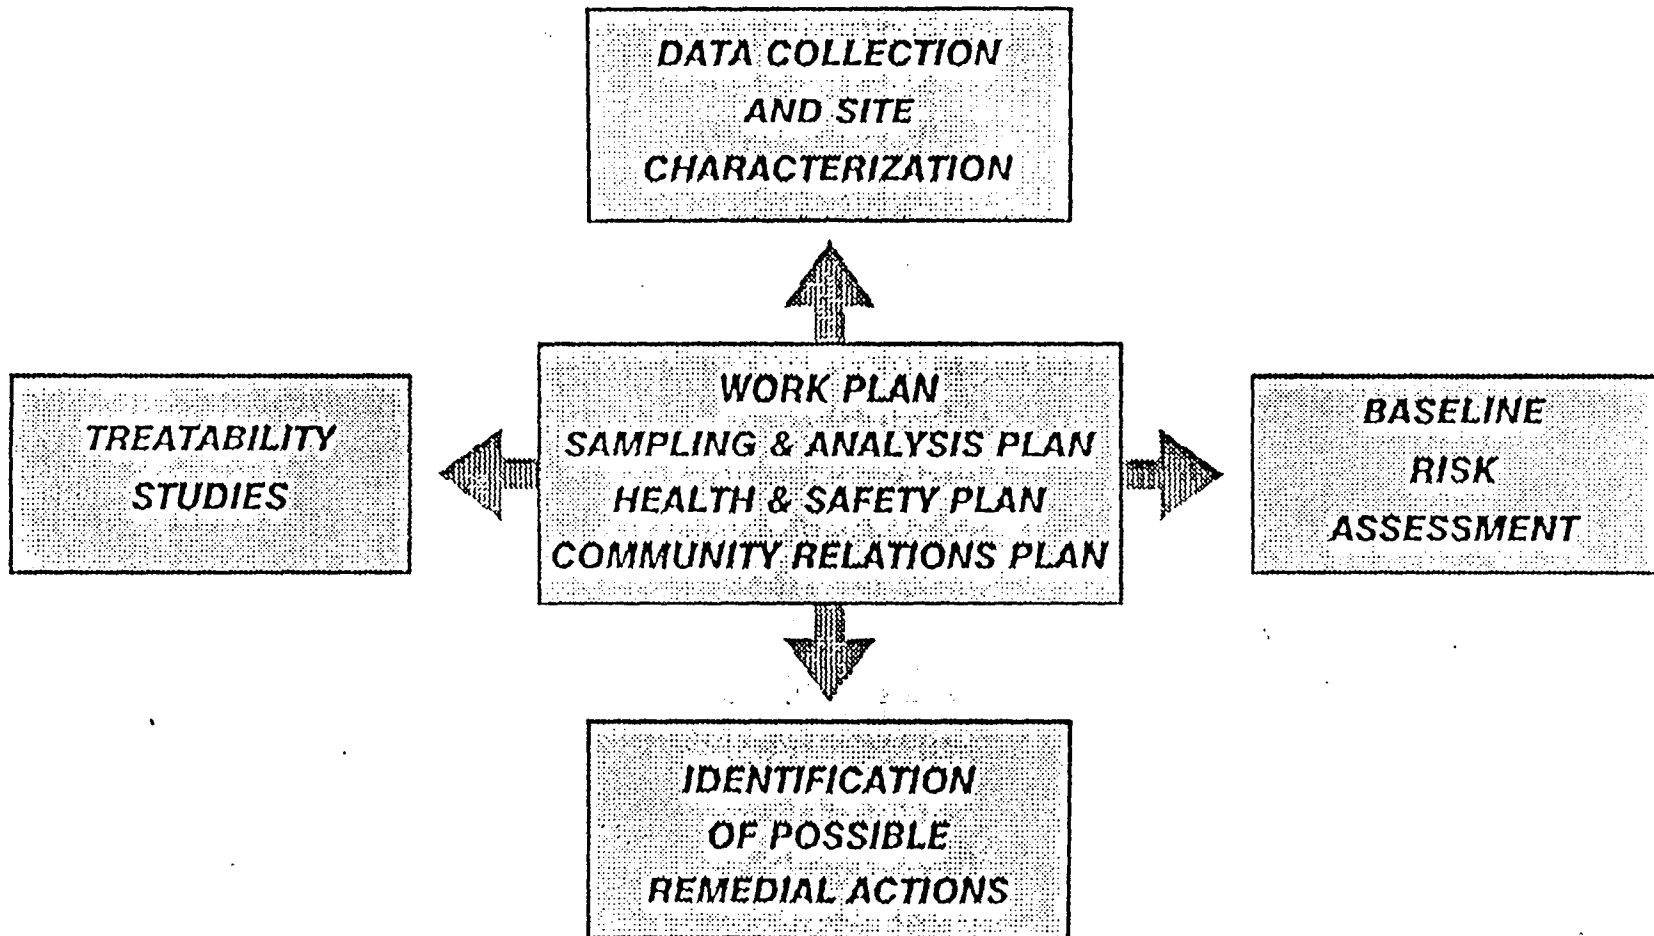 DATA COLLECTION
AND SITE
CHARACTERIZATION
TREATABILITY
STUDIES
WORK PLAN
SAMPLING & ANALYSIS PLAN
HEALTH & SAFETY PLAN
COMMUNITY RELATIONS PLAN
BASELINE
RISK
ASSESSMENT
IDENTIFICATION
OF POSSIBLE
REMEDIAL ACTIONS